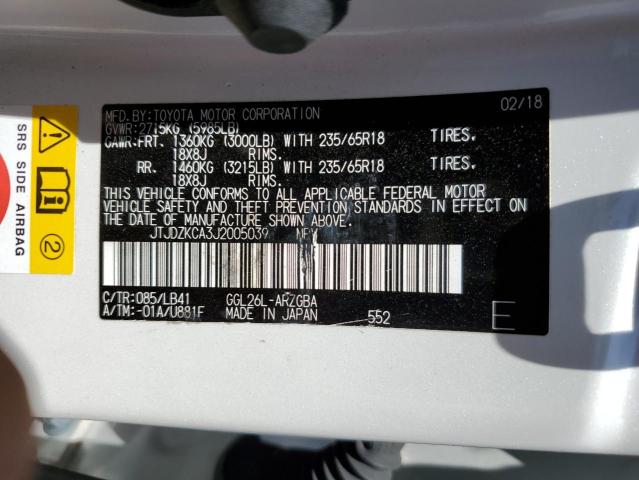 MFD.BY:TOYOTA MOTOR CORPORATION 02/18
GVWR:2715KG (5985LB)
GAWR:FRT. 1360KG (3000LB) WITH 235/65R18 TIRES.
18X8J RIMS.
RR. 1460KG (3215LB) WITH 235/65R18 TIRES.
18X8J RIMS.
THIS VEHICLE CONFORMS TO ALL APPLICABLE FEDERAL MOTOR
VEHICLE SAFETY AND THEFT PREVENTION STANDARDS IN EFFECT ON
THE DATE OF MANUFACTURE SHOWN ABOVE.
JTJDZKCA3J2005039
C/TR:085/LB41 GGL26L-ARZGBA
A/TM:-01A/U881F MADE IN JAPAN 552 E
SRS SIDE AIRBAG
2